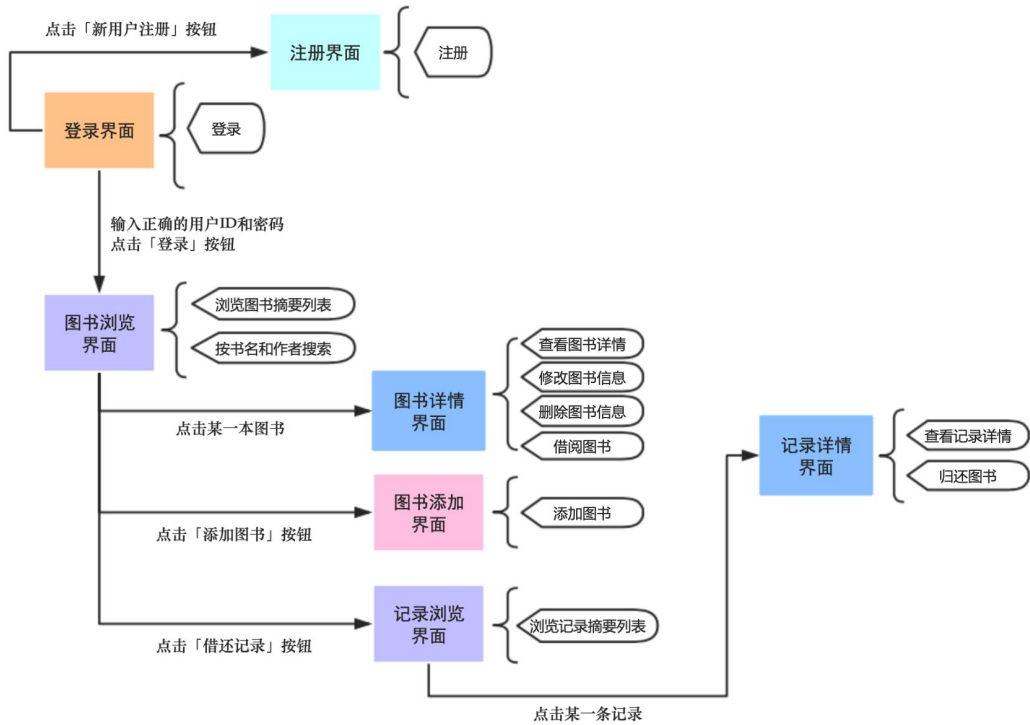 点击「新用户注册」按钮
注册界面
注册
登录界面
登录
输入正确的用户ID和密码
点击「登录」按钮
图书浏览
界面
浏览图书摘要列表
按书名和作者搜索
点击某一本图书
图书详情
界面
查看图书详情
修改图书信息
删除图书信息
借阅图书
记录详情
界面
查看记录详情
归还图书
点击「添加图书」按钮
图书添加
界面
添加图书
点击「借还记录」按钮
记录浏览
界面
浏览记录摘要列表
点击某一条记录